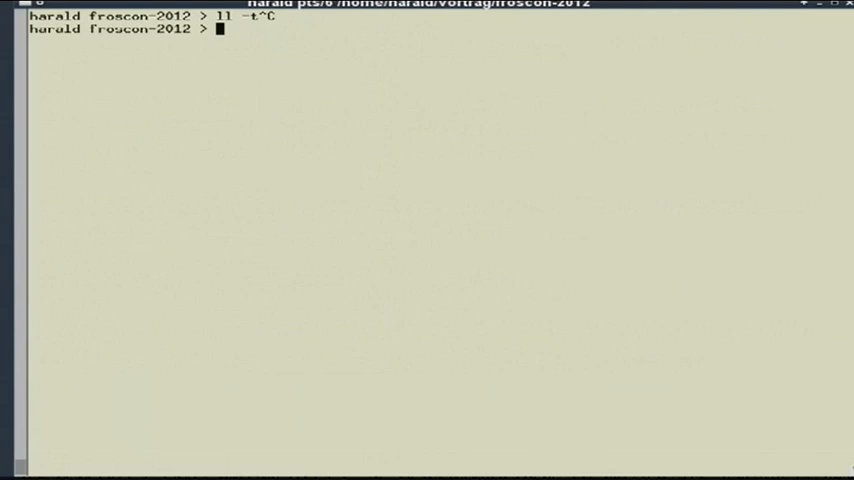 harald pts/6 /home/harald/vortrag/froscon-2012
harald froscon-2012 > ll -t^C
harald froscon-2012 >